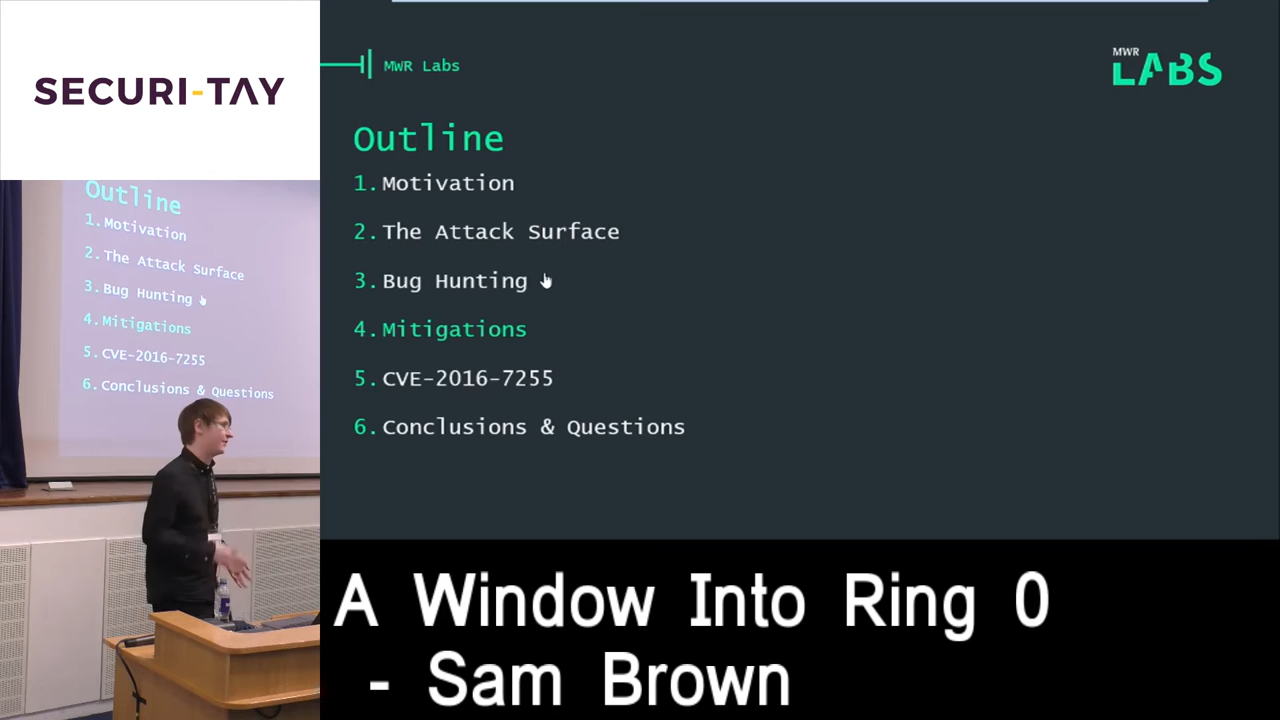 SECURI-TAY
MWR Labs
MWR
LABS
Outline
1. Motivation
2. The Attack Surface
3. Bug Hunting
4. Mitigations
5. CVE-2016-7255
6. Conclusions & Questions
Outline
1. Motivation
2. The Attack Surface
3. Bug Hunting
4. Mitigations
5. CVE-2016-7255
6. Conclusions & Questions
A Window Into Ring 0
- Sam Brown